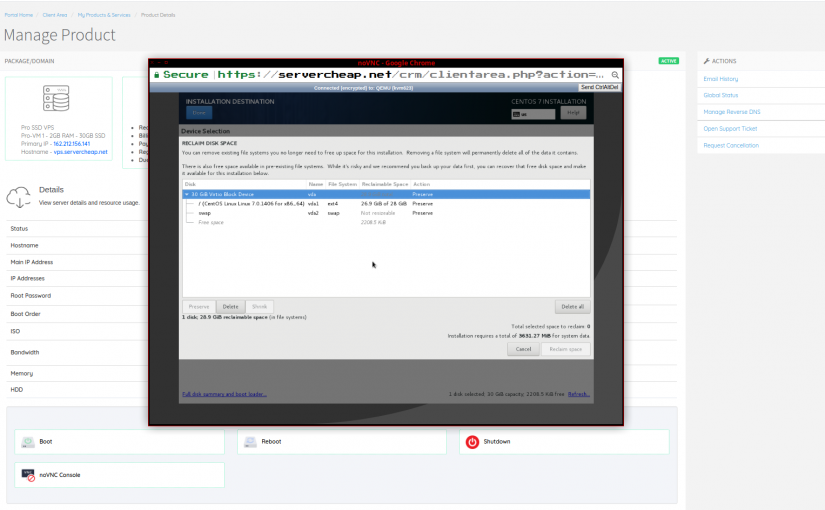 Portal Home / Client Area / My Products & Services / Product Details
Manage Product
PACKAGE/DOMAIN
ACTIVE
ACTIONS
Email History
Global Status
Manage Reverse DNS
Open Support Ticket
Request Cancellation
Pro SSD VPS
Pro-VM 1 - 2GB RAM - 30GB SSD
Primary IP - 162.212.156.141
Hostname - vps.servercheap.net
Details
View server details and resource usage.
Status
Hostname
Main IP Address
IP Addresses
Root Password
Boot Order
ISO
Bandwidth
Memory
HDD
noVNC - Google Chrome
Secure | https://servercheap.net/crm/clientarea.php?action=...
Connected (encrypted) to: QEMU (kvm623)
Send CtrlAltDel
INSTALLATION DESTINATION
CENTOS 7 INSTALLATION
Done
us
Help!
Device Selection
RECLAIM DISK SPACE
You can remove existing file systems you no longer need to free up space for this installation. Removing a file system will permanently delete all of the data it contains.
There is also free space available in pre-existing file systems. While it's risky and we recommend you back up your data first, you can recover that free disk space and make
it available for this installation below.
Disk Name File System Reclaimable Space Action
30 GiB Virtio Block Device vda Preserve
/ (CentOS Linux Linux 7.0.1406 for x86_64) vda1 ext4 26.9 GiB of 28 GiB Preserve
swap vda2 swap Not resizeable Preserve
Free space 2268.5 KiB
Preserve Delete Shrink Delete all
1 disk; 28.9 GiB reclaimable space (in file systems)
Total selected space to reclaim: 0
Installation requires a total of 3631.27 MiB for system data.
Cancel Reclaim space
Full disk summary and boot loader...
1 disk selected; 30 GiB capacity; 2268.5 KiB free Refresh...
Boot
Reboot
Shutdown
noVNC Console